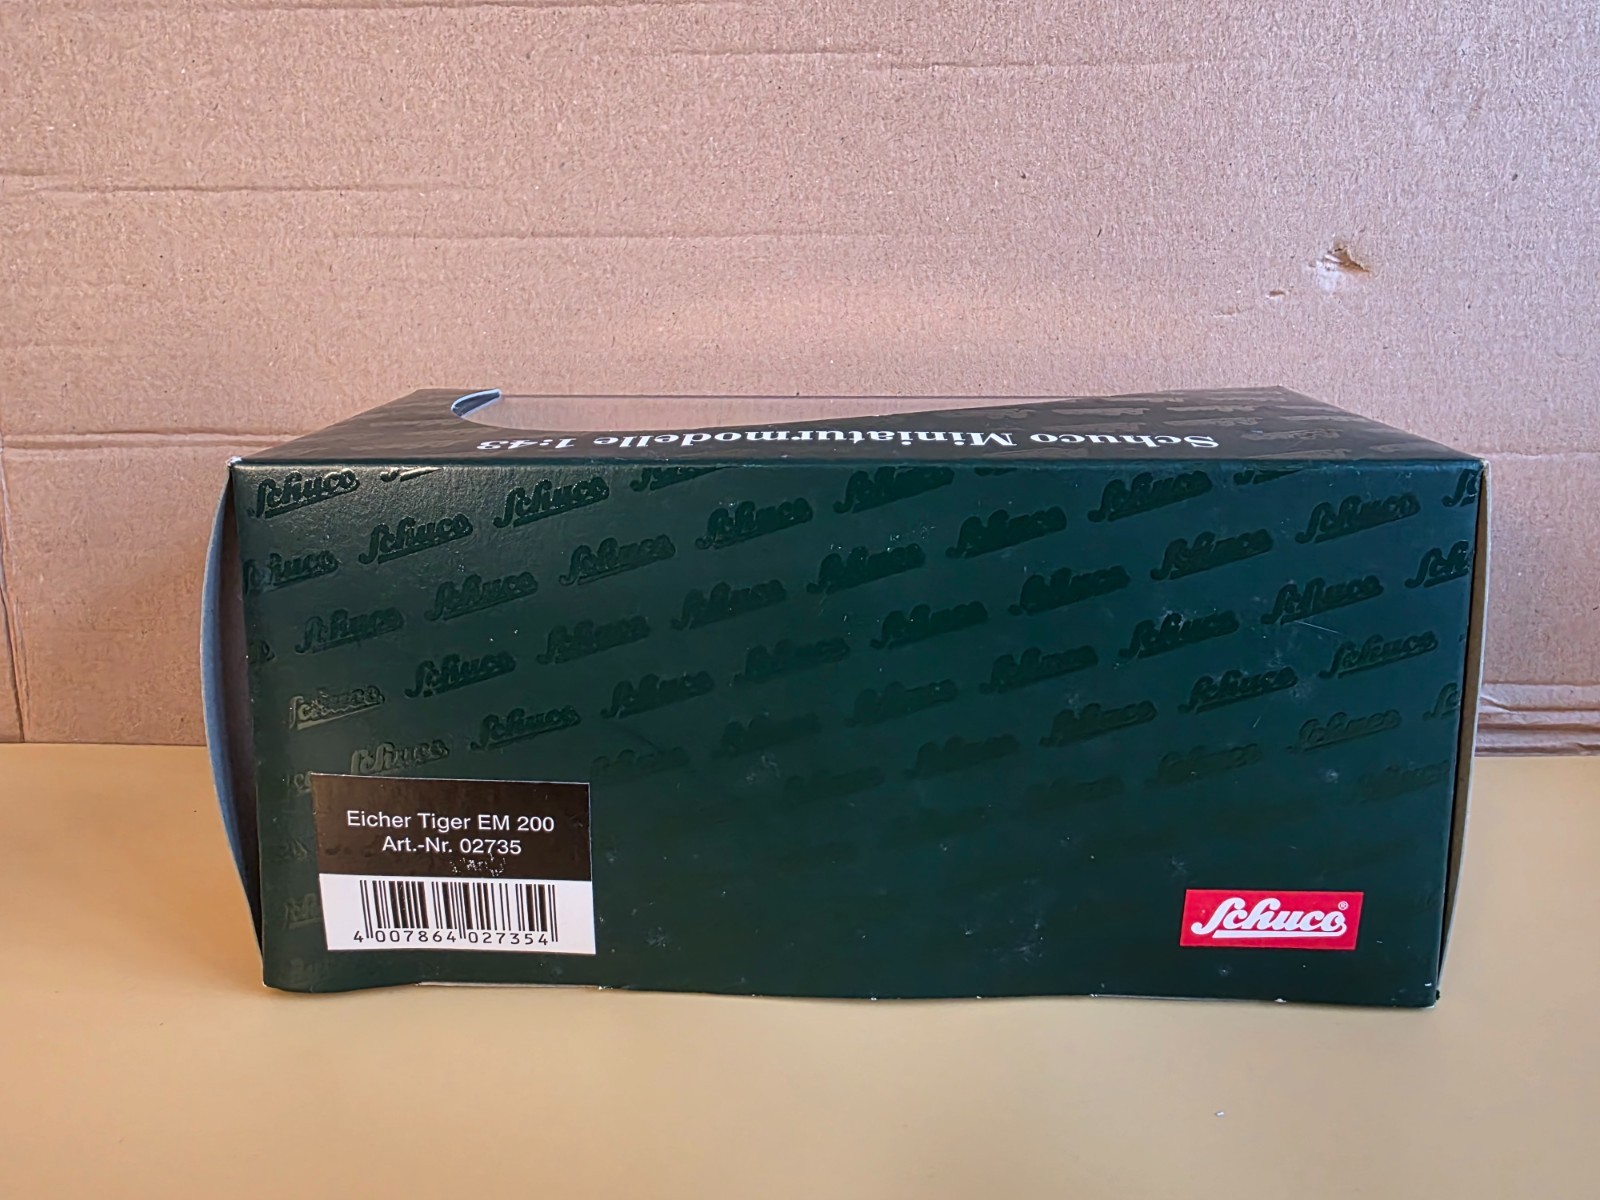 Schuco Miniaturmodelle 1:43
Eicher Tiger EM 200
Art.-Nr. 02735
4 007864 027354
Schuco®